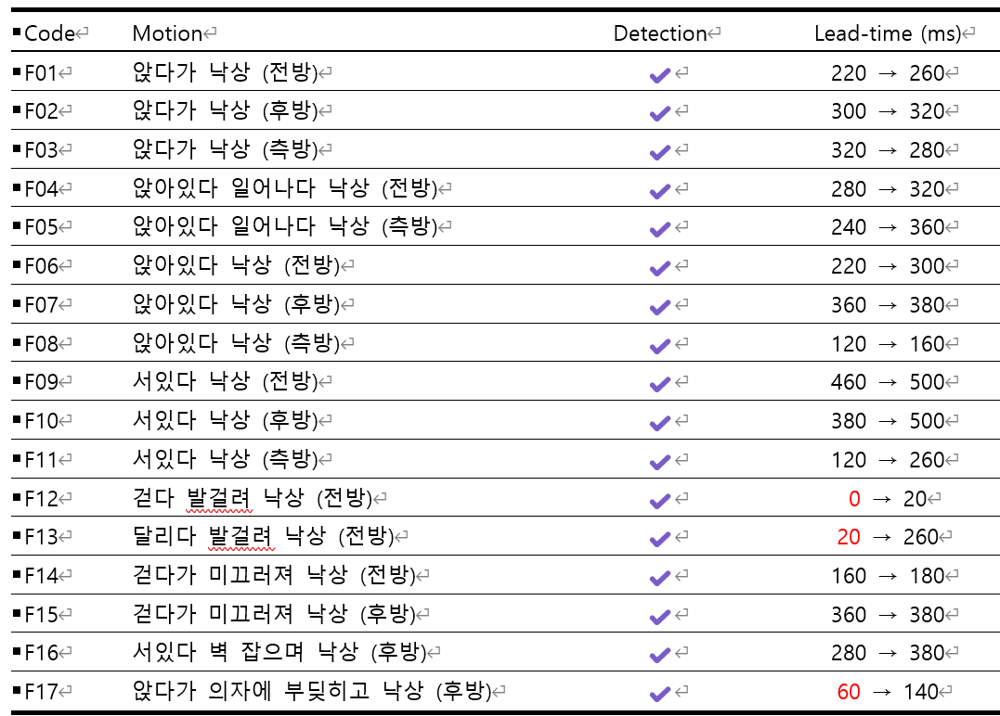 Code Motion Detection Lead-time (ms)
F01 앉다가 낙상 (전방) ✓ 220 → 260
F02 앉다가 낙상 (후방) ✓ 300 → 320
F03 앉다가 낙상 (측방) ✓ 320 → 280
F04 앉아있다 일어나다 낙상 (전방) ✓ 280 → 320
F05 앉아있다 일어나다 낙상 (측방) ✓ 240 → 360
F06 앉아있다 낙상 (전방) ✓ 220 → 300
F07 앉아있다 낙상 (후방) ✓ 360 → 380
F08 앉아있다 낙상 (측방) ✓ 120 → 160
F09 서있다 낙상 (전방) ✓ 460 → 500
F10 서있다 낙상 (후방) ✓ 380 → 500
F11 서있다 낙상 (측방) ✓ 120 → 260
F12 걷다 발걸려 낙상 (전방) ✓ 0 → 20
F13 달리다 발걸려 낙상 (전방) ✓ 20 → 260
F14 걷다가 미끄러져 낙상 (전방) ✓ 160 → 180
F15 걷다가 미끄러져 낙상 (후방) ✓ 360 → 380
F16 서있다 벽 잡으며 낙상 (후방) ✓ 280 → 380
F17 앉다가 의자에 부딪히고 낙상 (후방) ✓ 60 → 140